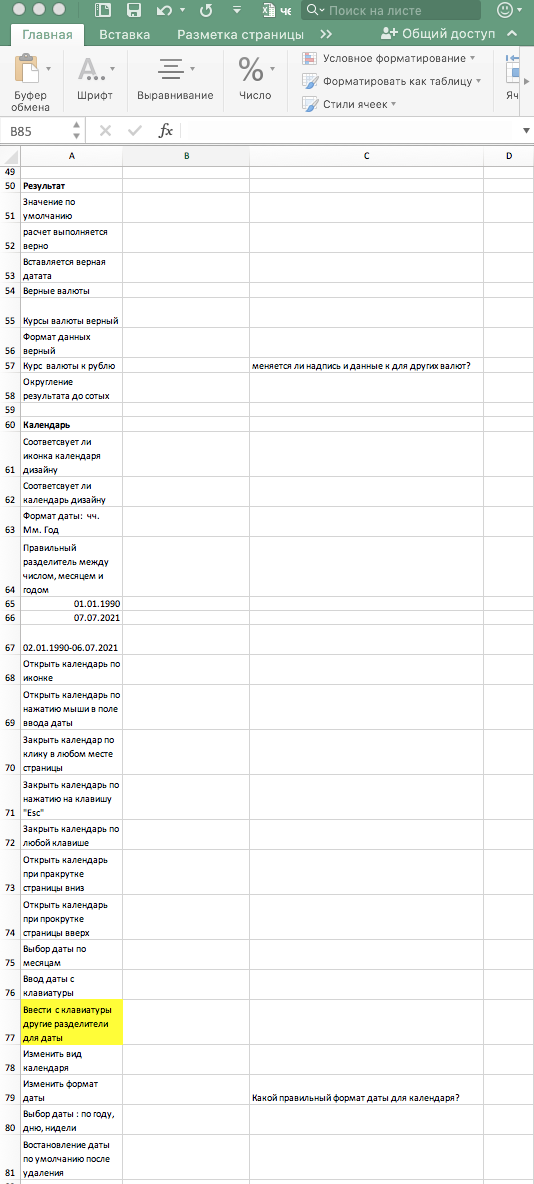 че
Поиск на листе
Главная
Вставка
Разметка страницы
Общий доступ
Буфер
обмена
Шрифт
Выравнивание
%
Число
Условное форматирование
Форматировать как таблицу
Стили ячеек
Яч
B85
fx
A B C D
49
50 Результат
Значение по
51 умолчанию
расчет выполняется
52 верно
Вставляется верная
53 датата
54 Верные валюты
55 Курсы валюты верный
Формат данных
56 верный
57 Курс валюты к рублю меняется ли надпись и данные к для других валют?
Округление
58 результата до сотых
59
60 Календарь
Соответсвует ли
иконка календаря
61 дизайну
Соответсвует ли
62 календарь дизайну
Формат даты: чч.
63 Мм. Год
Правильный
разделитель между
числом, месяцем и
64 годом
65 01.01.1990
66 07.07.2021
67 02.01.1990-06.07.2021
Открыть календарь по
68 иконке
Открыть календарь по
нажатию мыши в поле
69 ввода даты
Закрыть календар по
клику в любом месте
70 страницы
Закрыть календарь по
нажатию на клавишу
71 "Esc"
Закрыть календарь по
72 любой клавише
Открыть календарь
при пракрутке
73 страницы вниз
Открыть календарь
при прокрутке
74 страницы вверх
Выбор даты по
75 месяцам
Ввод даты с
76 клавиатуры
Ввести с клавиатуры
другие разделители
77 для даты
Изменить вид
78 календаря
Изменить формат
79 даты Какой правильный формат даты для календаря?
Выбор даты : по году,
80 дню, нидели
Востановление даты
по умолчанию после
81 удаления